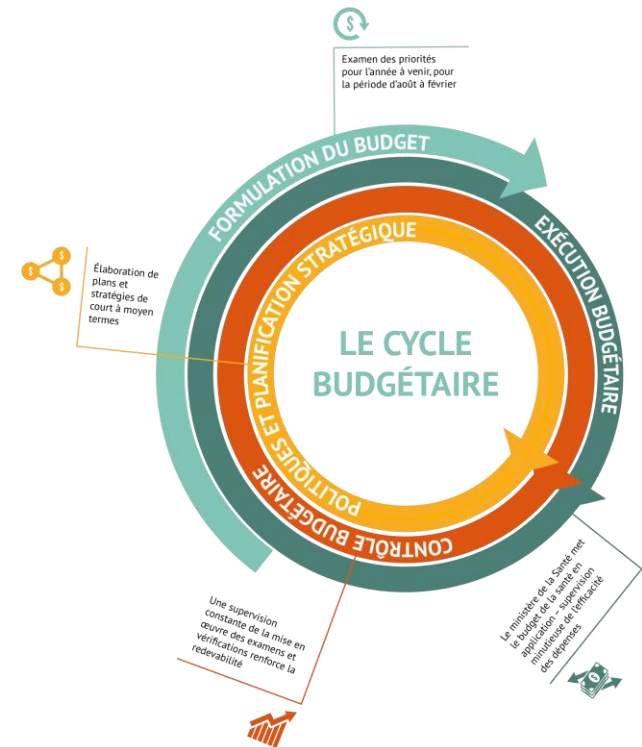 Examen des priorités
pour l'année à venir, pour
la période d'août à février
FORMULATION DU BUDGET
EXÉCUTION BUDGÉTAIRE
POLITIQUES ET PLANIFICATION STRATÉGIQUE
CONTRÔLE BUDGÉTAIRE
LE CYCLE
BUDGÉTAIRE
Élaboration de
plans et
stratégies de
court à moyen
termes
Une supervision
constante de la mise en
œuvre des examens et
vérifications renforce la
redevabilité
Le ministère de la Santé met
le budget de la santé en
application – supervision
minutieuse de l'efficacité
des dépenses
$
$
$
$